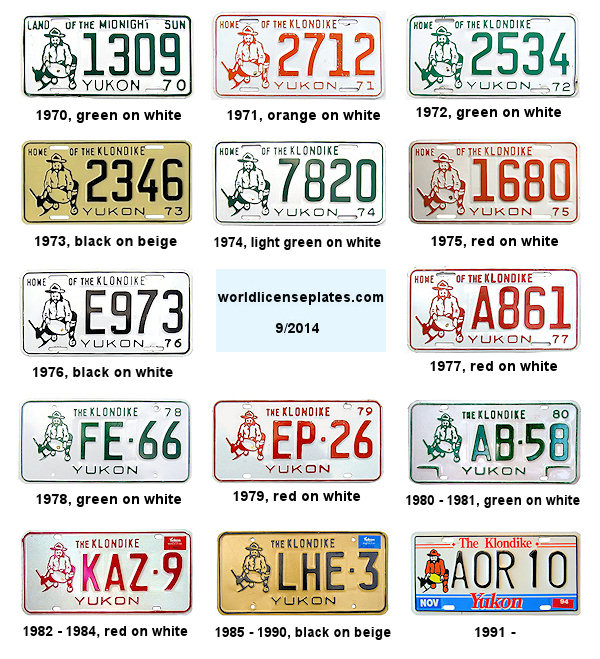 LAND OF THE MIDNIGHT SUN
1309
YUKON 70
1970, green on white
HOME OF THE KLONDIKE
2712
YUKON 71
1971, orange on white
HOME OF THE KLONDIKE
2534
YUKON 72
1972, green on white
HOME OF THE KLONDIKE
2346
YUKON 73
1973, black on beige
HOME OF THE KLONDIKE
7820
YUKON 74
1974, light green on white
HOME OF THE KLONDIKE
1680
YUKON 75
1975, red on white
HOME OF THE KLONDIKE
E973
YUKON 76
1976, black on white
worldlicenseplates.com
9/2014
HOME OF THE KLONDIKE
A861
YUKON 77
1977, red on white
THE KLONDIKE 78
FE·66
YUKON
1978, green on white
THE KLONDIKE 79
EP·26
YUKON
1979, red on white
THE KLONDIKE 80
AB·58
YUKON
1980 - 1981, green on white
THE KLONDIKE Yukon
KAZ·9
YUKON
1982 - 1984, red on white
THE KLONDIKE Yukon
LHE·3
YUKON
1985 - 1990, black on beige
The Klondike
AOR 10
NOV Yukon 94
1991 -